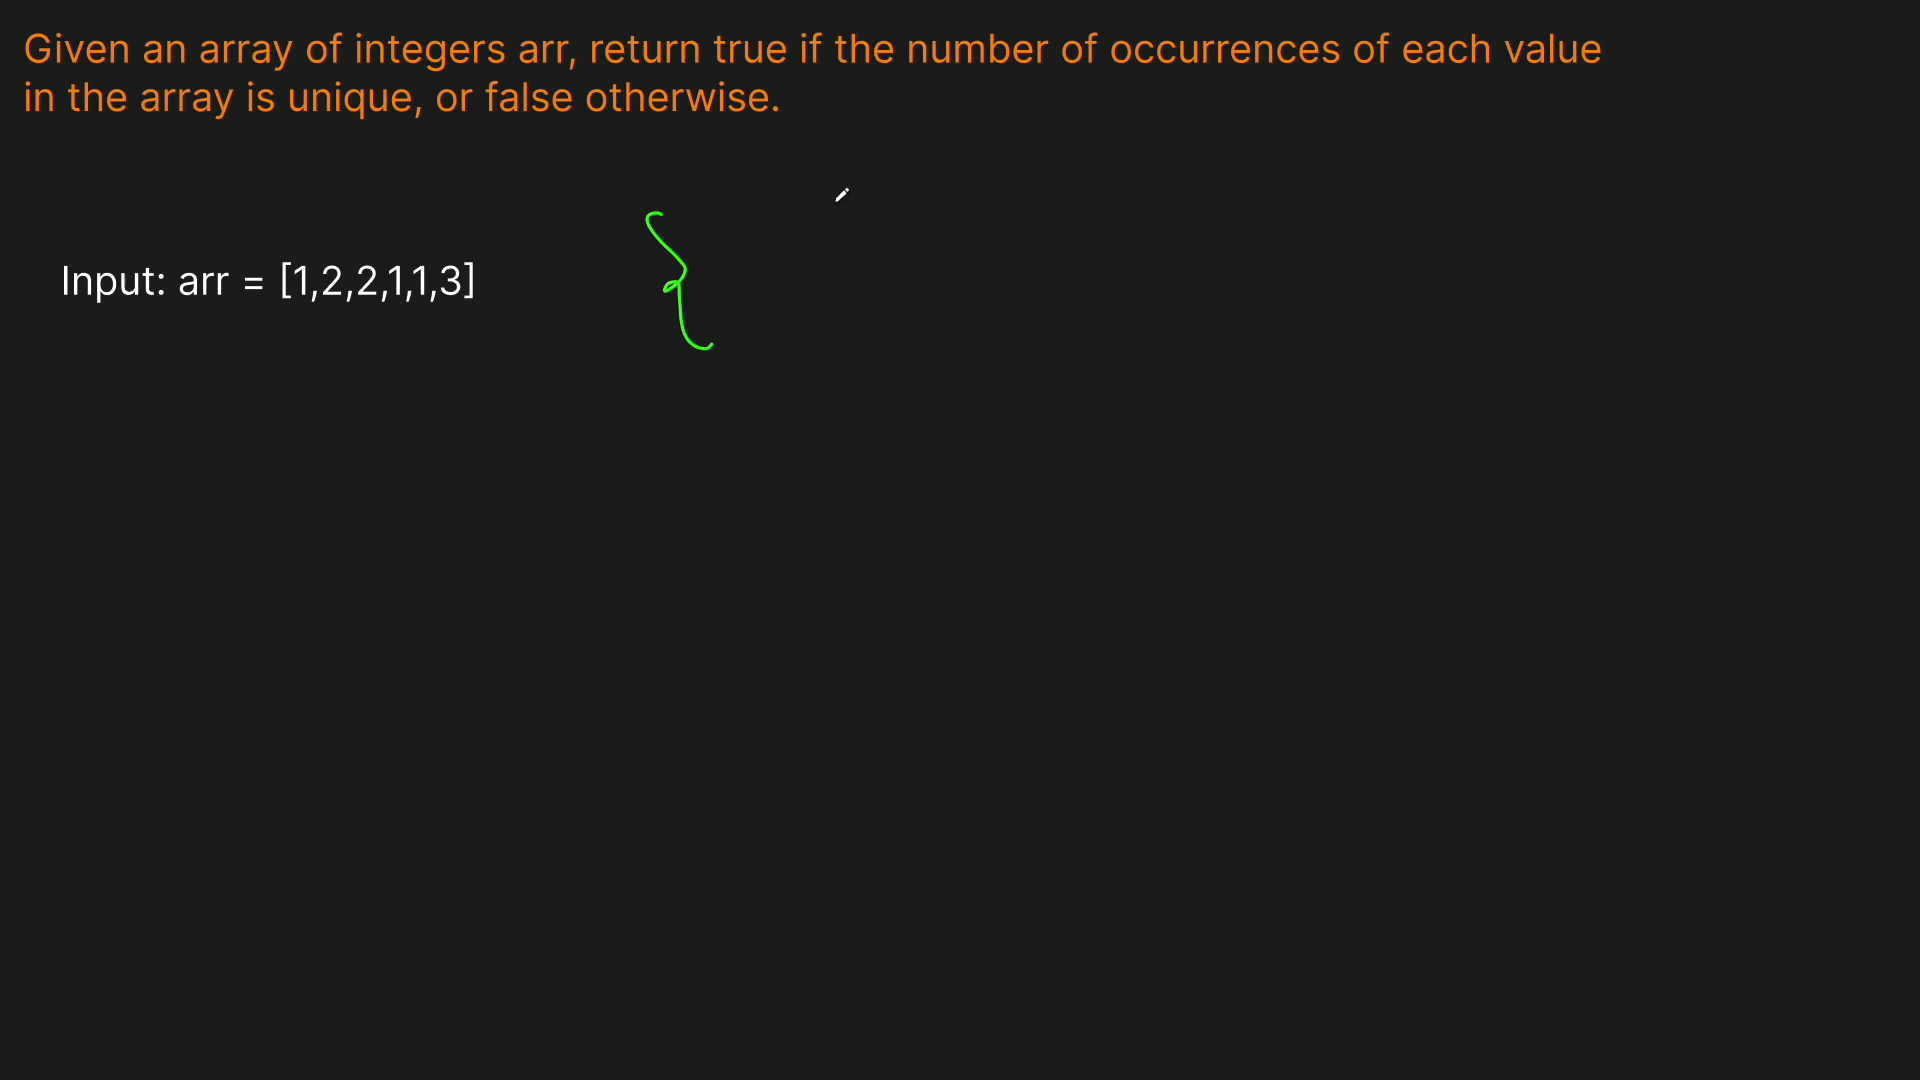 Given an array of integers arr, return true if the number of occurrences of each value
in the array is unique, or false otherwise.
Input: arr = [1,2,2,1,1,3]